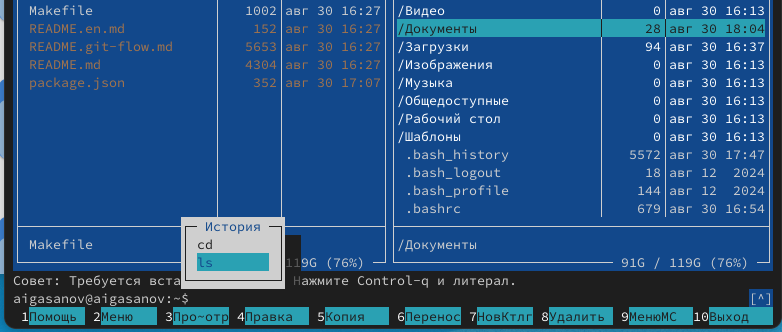 Makefile 1002 авг 30 16:27 /Видео 0 авг 30 16:13
README.en.md 152 авг 30 16:27 /Документы 28 авг 30 18:04
README.git-flow.md 5653 авг 30 16:27 /Загрузки 94 авг 30 16:37
README.md 4304 авг 30 16:27 /Изображения 0 авг 30 16:13
package.json 352 авг 30 17:07 /Музыка 0 авг 30 16:13
/Общедоступные 0 авг 30 16:13
/Рабочий стол 0 авг 30 16:13
/Шаблоны 0 авг 30 16:13
.bash_history 5572 авг 30 17:47
.bash_logout 18 авг 12 2024
.bash_profile 144 авг 12 2024
.bashrc 679 авг 30 16:54
История
Makefile cd /Документы
ls 119G (76%) 91G / 119G (76%)
Совет: Требуется Нажмите Control-q и литерал.
aigasanov@aigasanov:~$ [^]
1Помощь 2Меню 3Про~отр 4Правка 5Копия 6Перенос 7НовКтлг 8Удалить 9МенюMC 10Выход